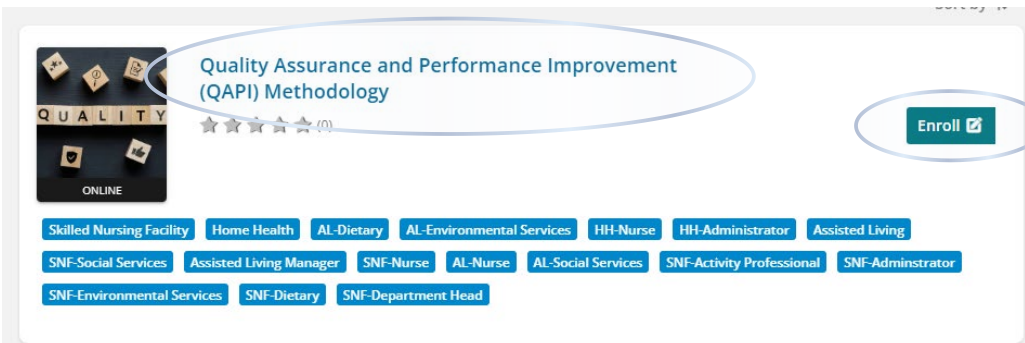 Quality Assurance and Performance Improvement
(QAPI) Methodology
QUALITY
(0)
Enroll
ONLINE
Skilled Nursing Facility Home Health AL-Dietary AL-Environmental Services HH-Nurse HH-Administrator Assisted Living
SNF-Social Services Assisted Living Manager SNF-Nurse AL-Nurse AL-Social Services SNF-Activity Professional SNF-Adminstrator
SNF-Environmental Services SNF-Dietary SNF-Department Head